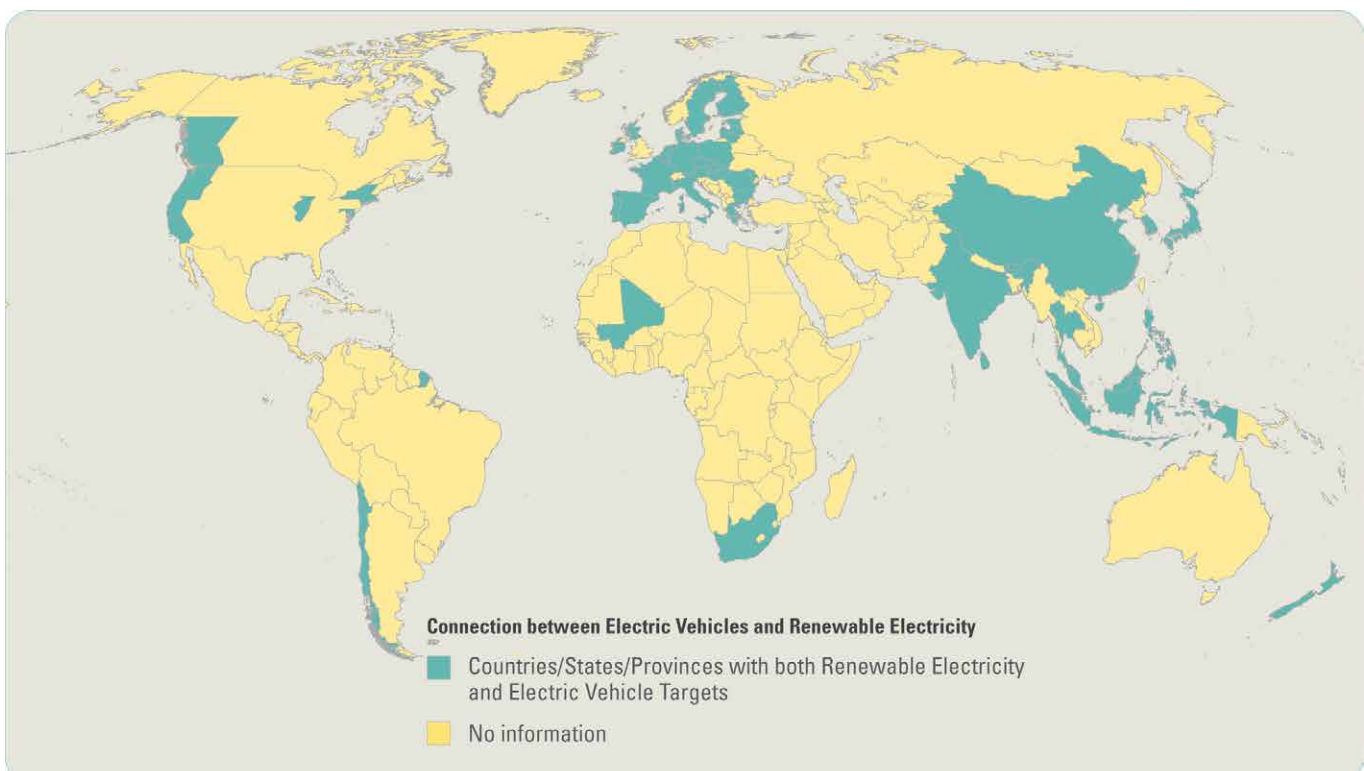 Connection between Electric Vehicles and Renewable Electricity
Countries/States/Provinces with both Renewable Electricity
and Electric Vehicle Targets
No information